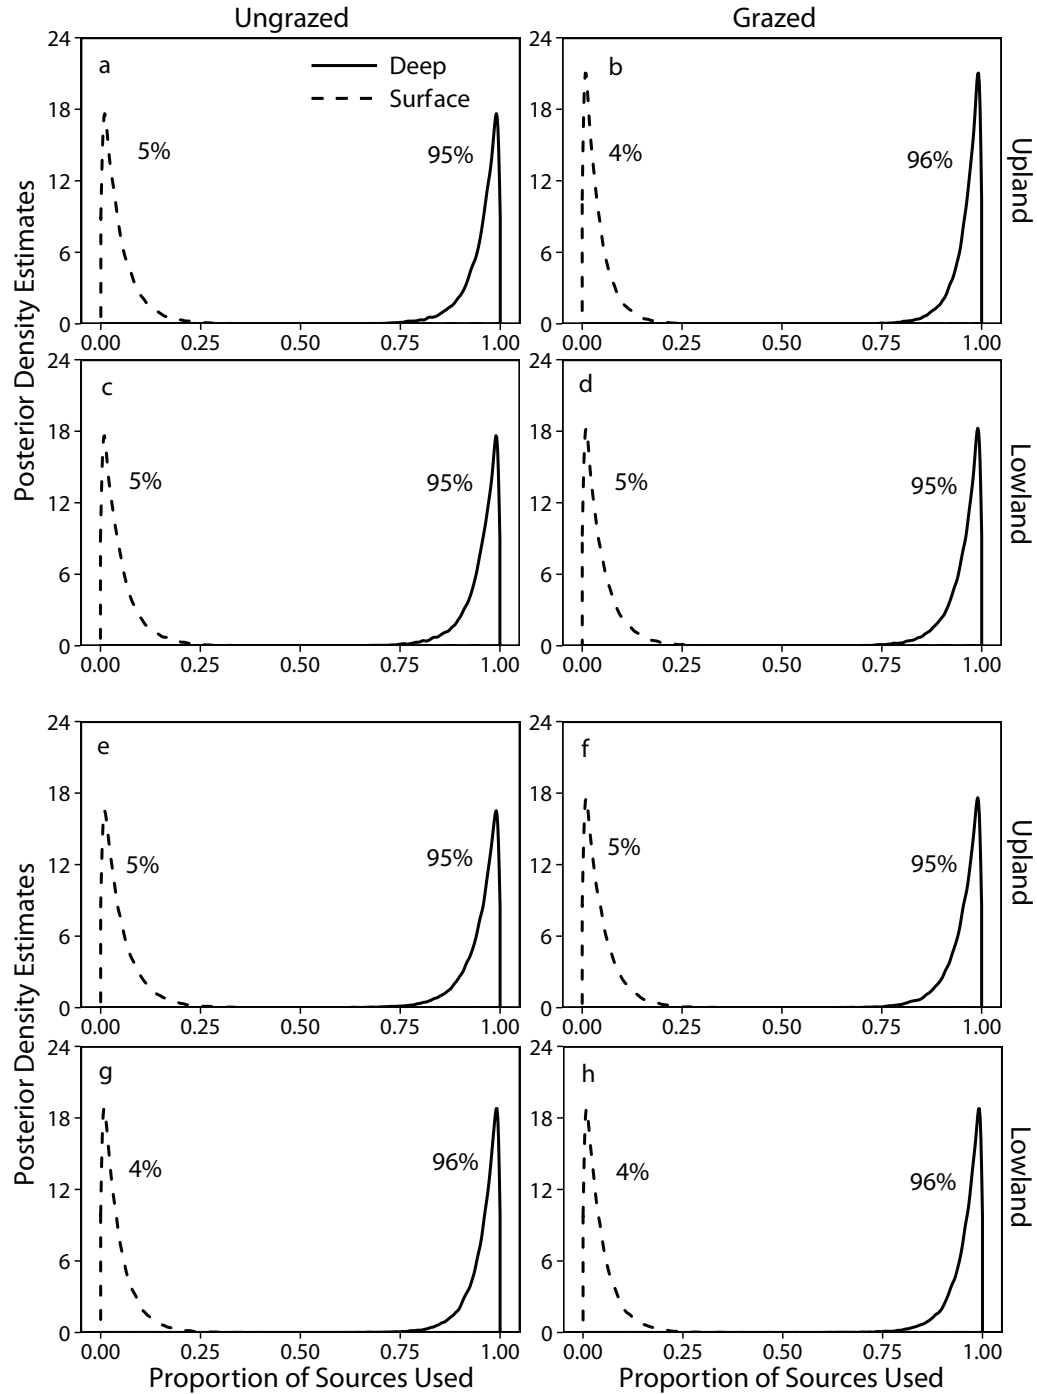 Ungrazed
Grazed
24
18
12
6
0
a
Deep
Surface
5%
95%
0.00 0.25 0.50 0.75 1.00
24
18
12
6
0
b
4%
96%
0.00 0.25 0.50 0.75 1.00
Upland
Posterior Density Estimates
24
18
12
6
0
c
5%
95%
0.00 0.25 0.50 0.75 1.00
24
18
12
6
0
d
5%
95%
0.00 0.25 0.50 0.75 1.00
Lowland
24
18
12
6
0
e
5%
95%
0.00 0.25 0.50 0.75 1.00
24
18
12
6
0
f
5%
95%
0.00 0.25 0.50 0.75 1.00
Upland
Posterior Density Estimates
24
18
12
6
0
g
4%
96%
0.00 0.25 0.50 0.75 1.00
Proportion of Sources Used
24
18
12
6
0
h
4%
96%
0.00 0.25 0.50 0.75 1.00
Proportion of Sources Used
Lowland